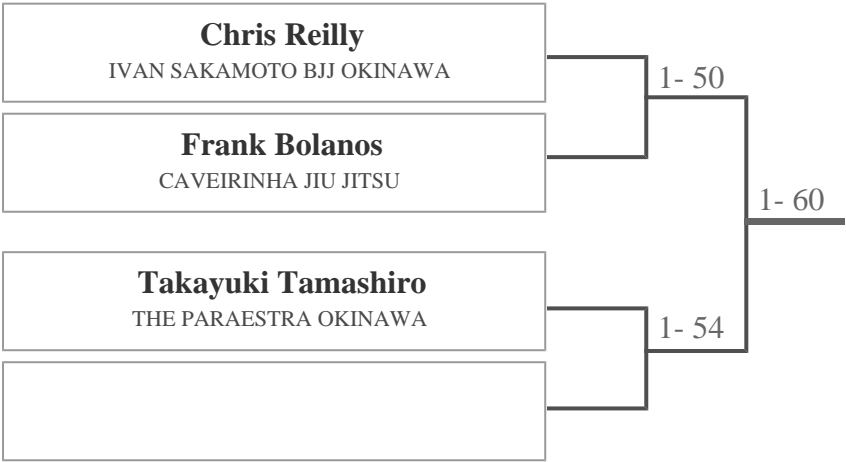 Chris Reilly
IVAN SAKAMOTO BJJ OKINAWA
1- 50
Frank Bolanos
CAVEIRINHA JIU JITSU
1- 60
Takayuki Tamashiro
THE PARAESTRA OKINAWA
1- 54